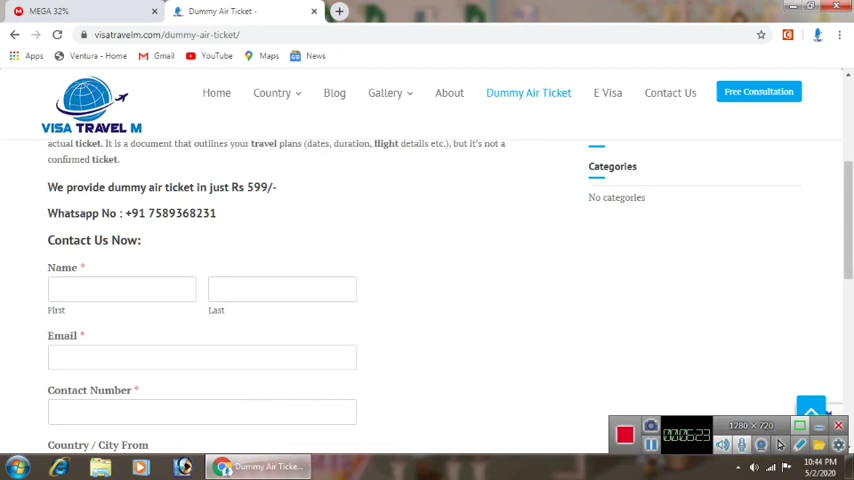 MEGA 32%
Dummy Air Ticket -
visatravelm.com/dummy-air-ticket/
Apps Ventura - Home Gmail YouTube Maps News
VISA TRAVEL M
Home Country Blog Gallery About Dummy Air Ticket E Visa Contact Us Free Consultation
actual ticket. It is a document that outlines your travel plans (dates, duration, flight details etc.), but it's not a
confirmed ticket.
Categories
No categories
We provide dummy air ticket in just Rs 599/-
Whatsapp No : +91 7589368231
Contact Us Now:
Name *
First Last
Email *
Contact Number *
Country / City From
1280 × 720
Dummy Air Ticke...
10:44 PM
5/2/2020